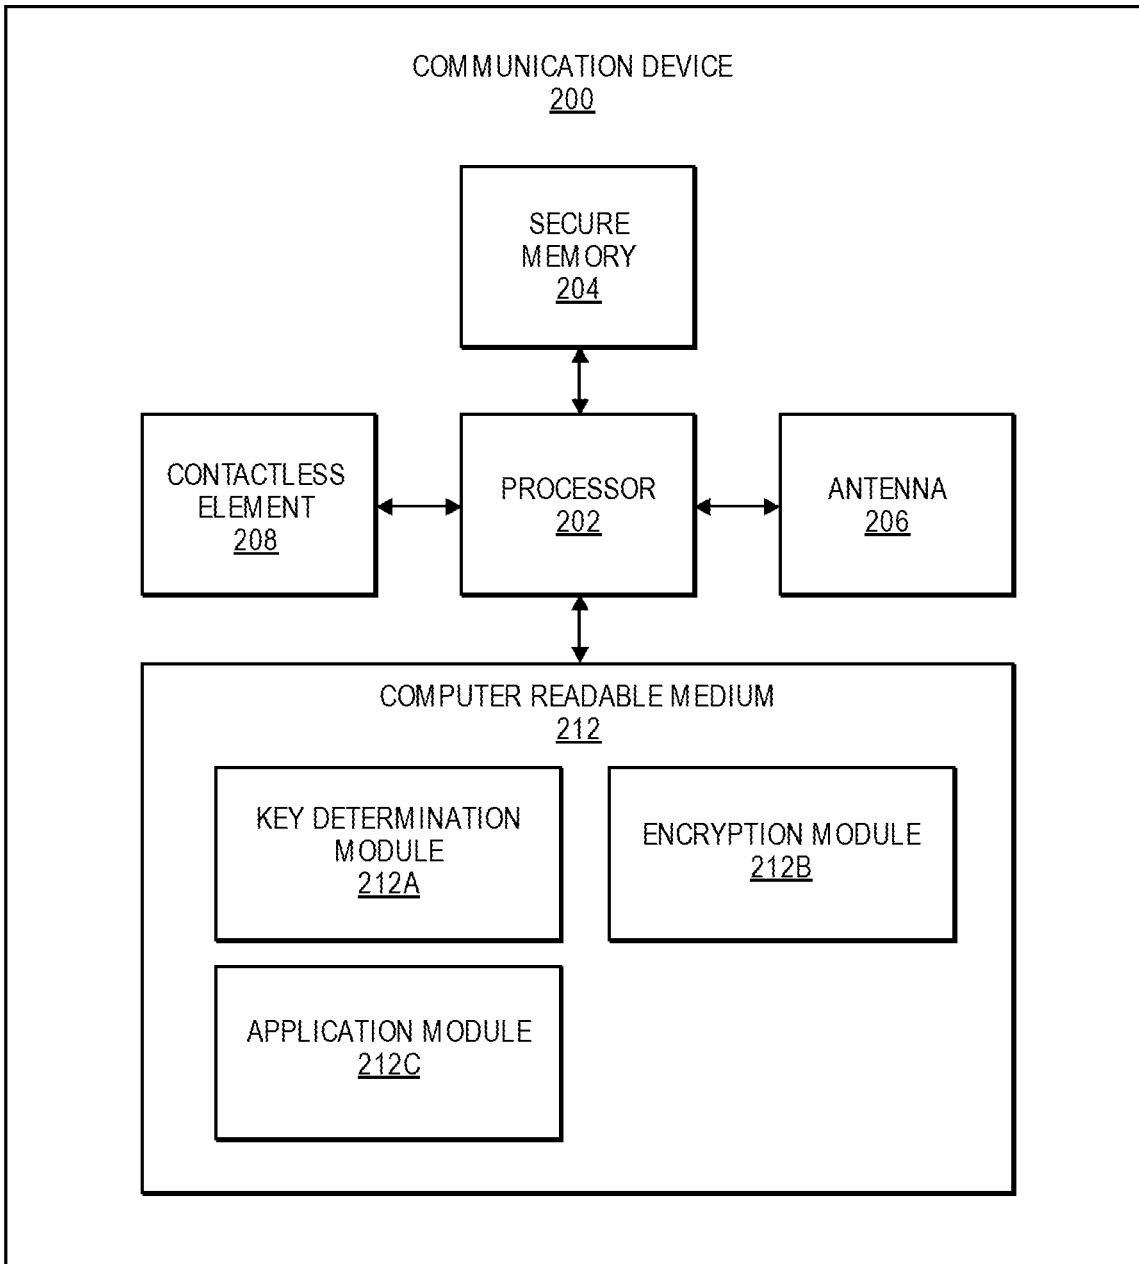 COMMUNICATION DEVICE
200
SECURE
MEMORY
204
CONTACTLESS
ELEMENT
208
PROCESSOR
202
ANTENNA
206
COMPUTER READABLE MEDIUM
212
KEY DETERMINATION
MODULE
212A
ENCRYPTION MODULE
212B
APPLICATION MODULE
212C